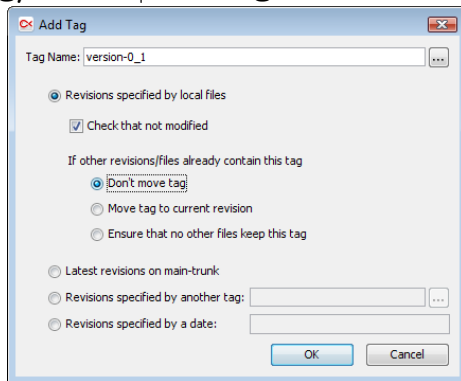 Add Tag
Tag Name: version-0_1 ...
Revisions specified by local files
Check that not modified
If other revisions/files already contain this tag
Don't move tag
Move tag to current revision
Ensure that no other files keep this tag
Latest revisions on main-trunk
Revisions specified by another tag: ...
Revisions specified by a date:
OK Cancel